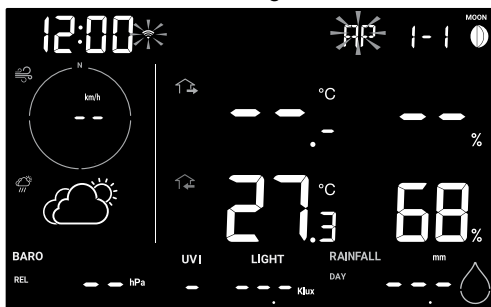 12:00 AP 1-1 MOON
N
km/h
--
°C
--.-
--
%
27.3 °C
68%
BARO
REL -- hPa
UVI
-
LIGHT
---.- Klux
RAINFALL mm
DAY ---.-